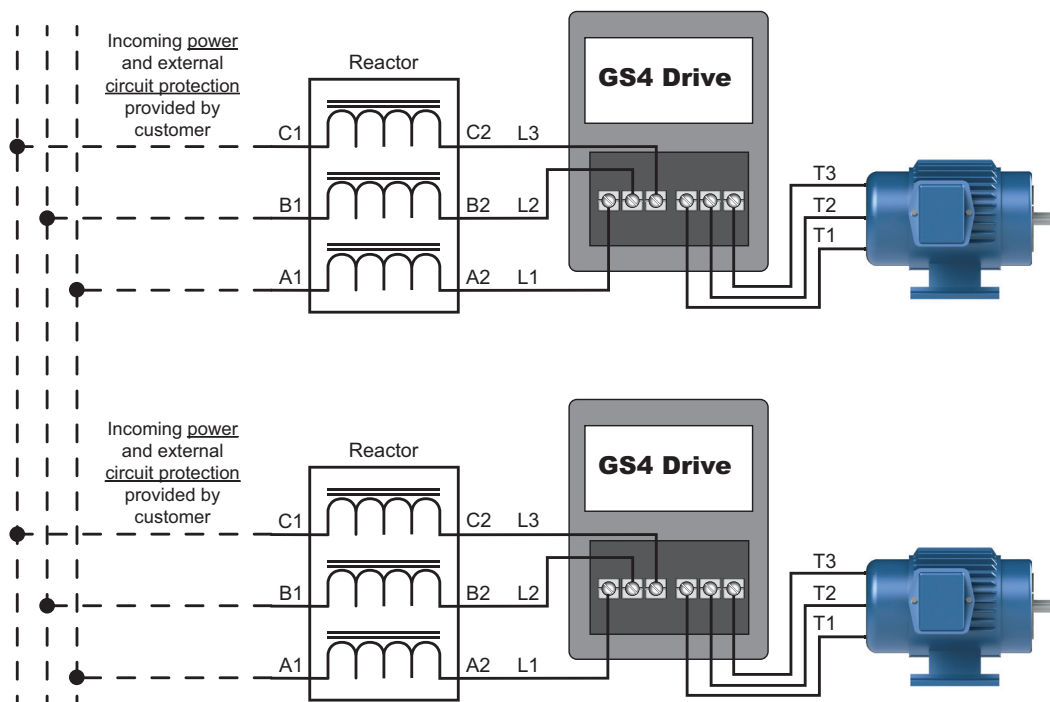 Incoming power
and external
circuit protection
provided by
customer
Reactor
GS4 Drive
C1
C2
L3
B1
B2
L2
A1
A2
L1
T3
T2
T1
Incoming power
and external
circuit protection
provided by
customer
Reactor
GS4 Drive
C1
C2
L3
B1
B2
L2
A1
A2
L1
T3
T2
T1